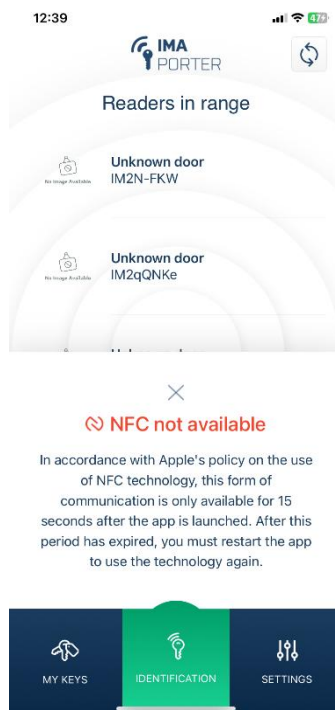 12:39
47
IMA
PORTER
Readers in range
Unknown door
No Image Available
IM2N-FKW
Unknown door
No Image Available
IM2qQNKe
NFC not available
In accordance with Apple's policy on the use
of NFC technology, this form of
communication is only available for 15
seconds after the app is launched. After this
period has expired, you must restart the app
to use the technology again.
MY KEYS
IDENTIFICATION
SETTINGS